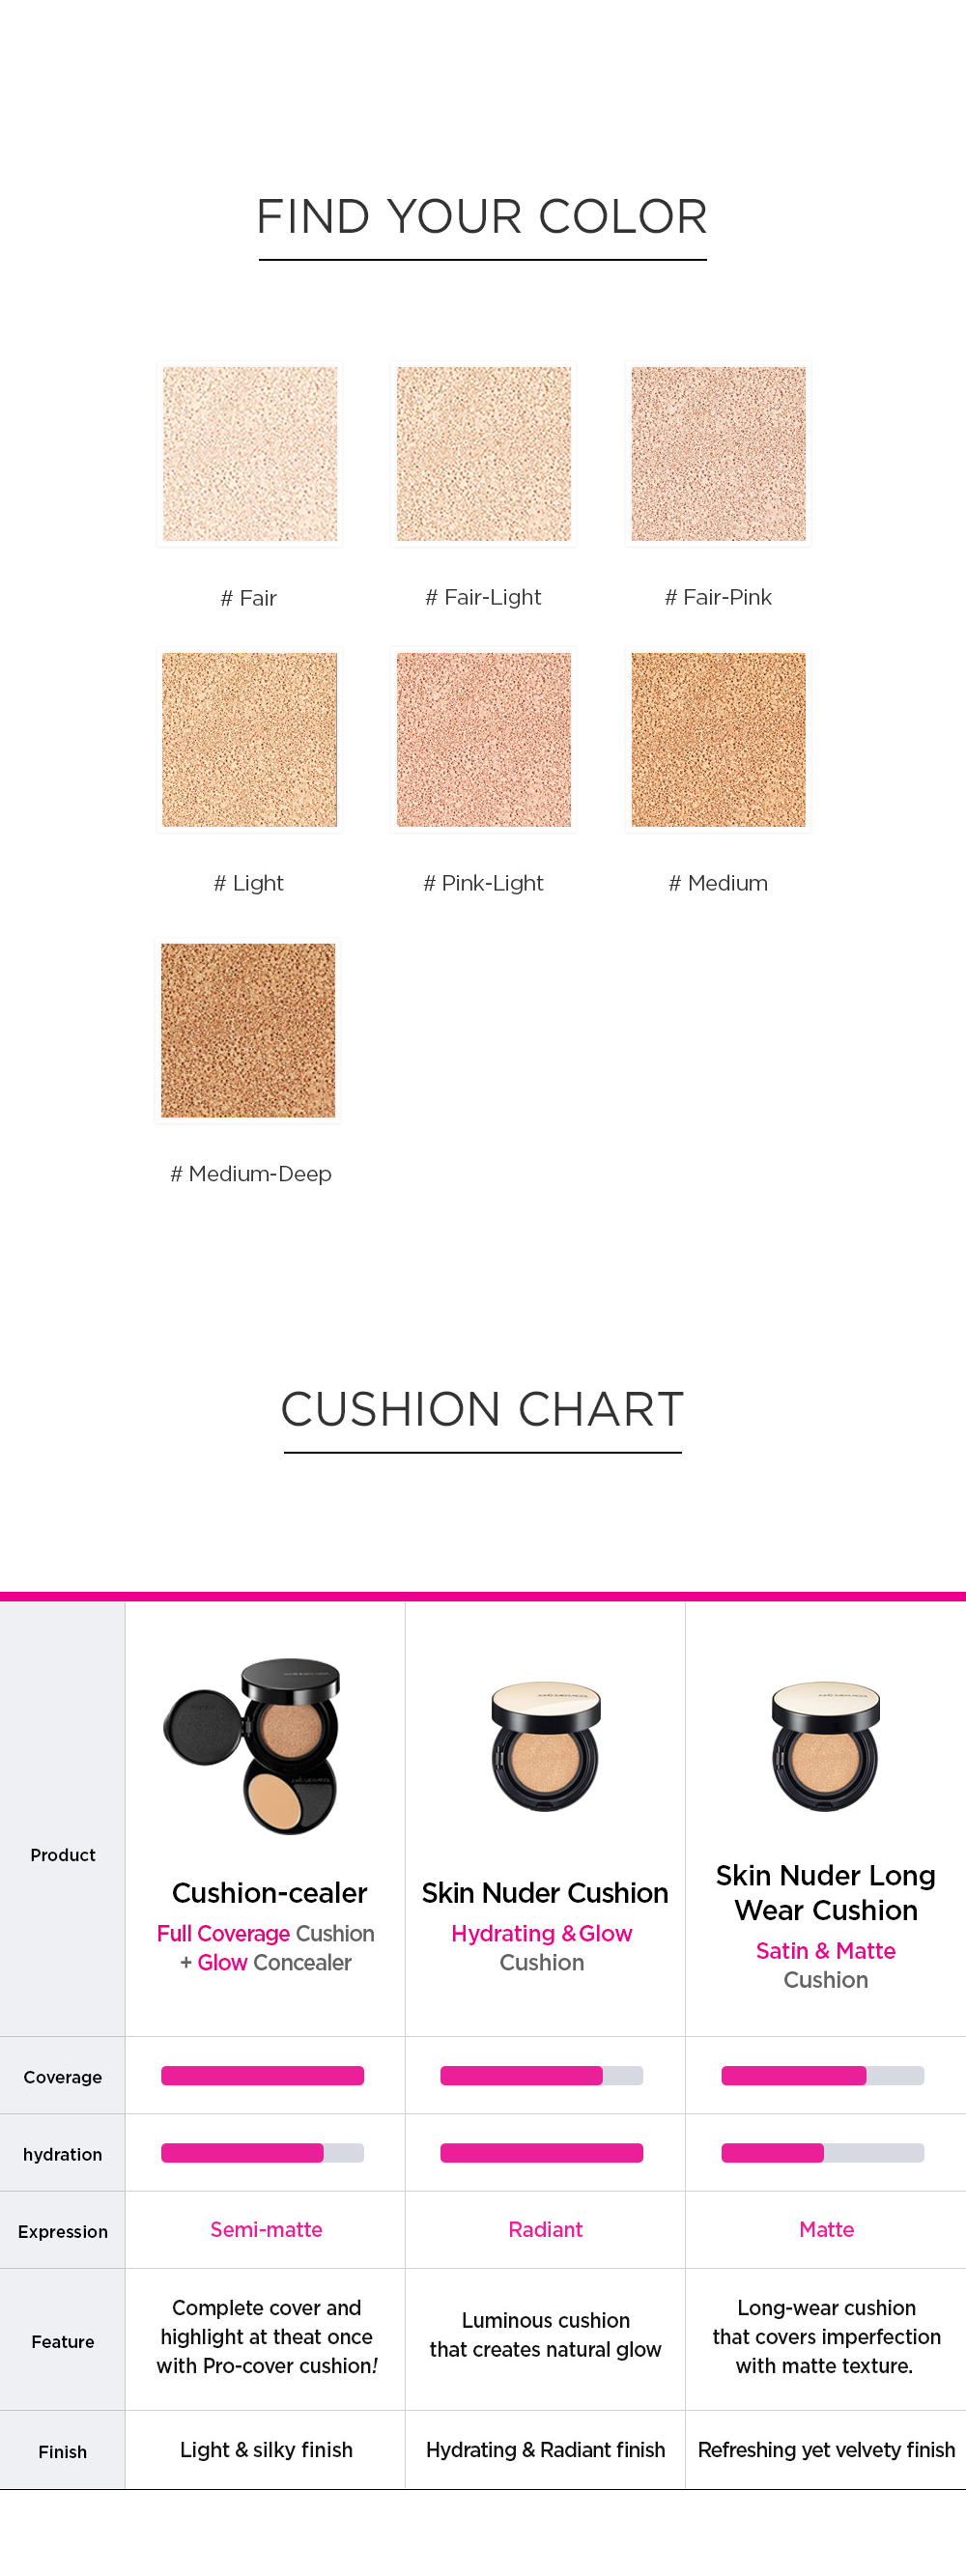 FIND YOUR COLOR
# Fair
# Fair-Light
# Fair-Pink
# Light
# Pink-Light
# Medium
# Medium-Deep
CUSHION CHART
Product
Cushion-cealer
Full Coverage Cushion
+ Glow Concealer
Skin Nuder Cushion
Hydrating & Glow
Cushion
Skin Nuder Long
Wear Cushion
Satin & Matte
Cushion
Coverage
hydration
Expression
Semi-matte
Radiant
Matte
Feature
Complete cover and
highlight at theat once
with Pro-cover cushion!
Luminous cushion
that creates natural glow
Long-wear cushion
that covers imperfection
with matte texture.
Finish
Light & silky finish
Hydrating & Radiant finish
Refreshing yet velvety finish